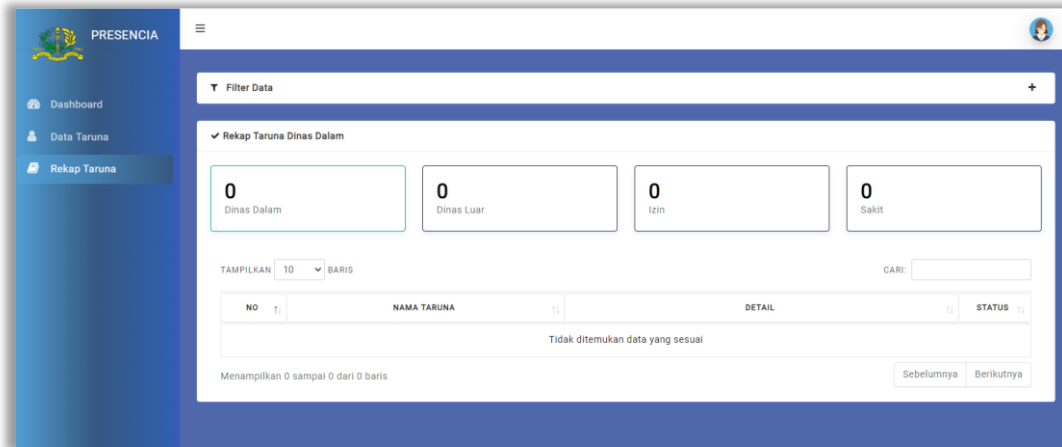 PRESENCIA
Dashboard
Data Taruna
Rekap Taruna
Filter Data
Rekap Taruna Dinas Dalam
0
Dinas Dalam
0
Dinas Luar
0
Izin
0
Sakit
TAMPILKAN 10 BARIS
CARI:
NO NAMA TARUNA DETAIL STATUS
Tidak ditemukan data yang sesuai
Menampilkan 0 sampai 0 dari 0 baris
Sebelumnya Berikutnya